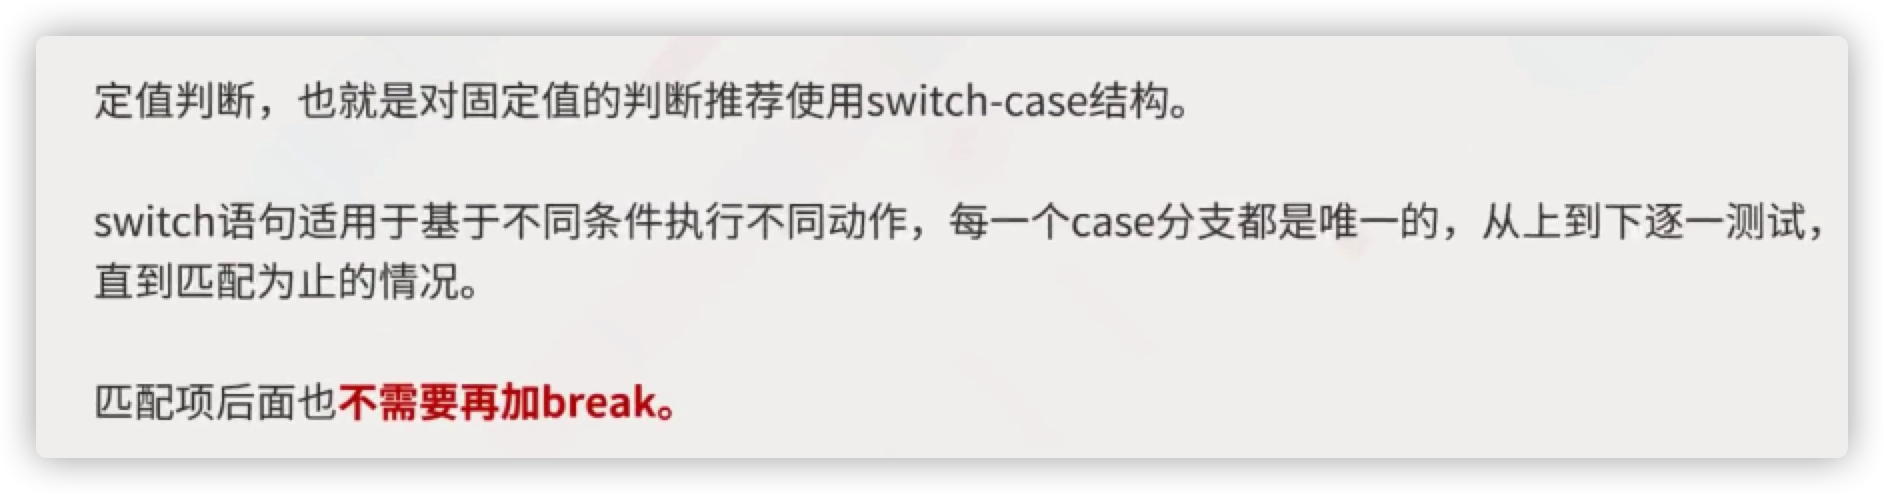 定值判断，也就是对固定值的判断推荐使用switch-case结构。
switch语句适用于基于不同条件执行不同动作，每一个case分支都是唯一的，从上到下逐一测试，
直到匹配为止的情况。
匹配项后面也不需要再加break。